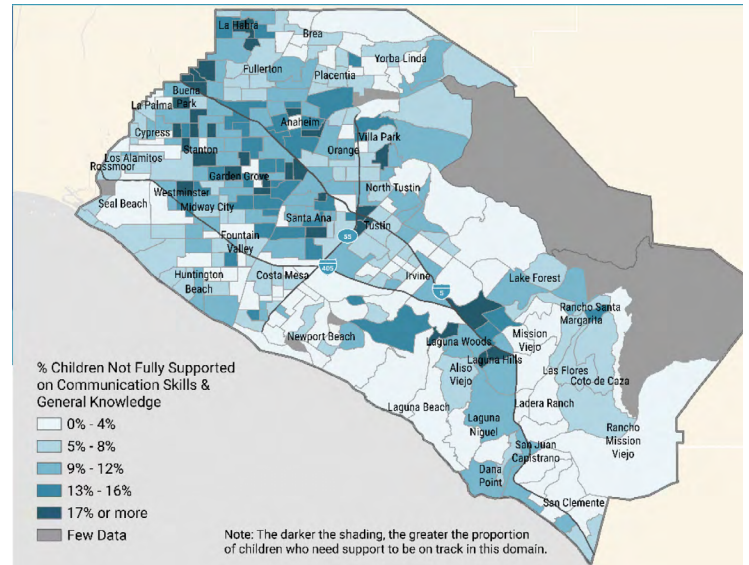 La Habra
Brea
Yorba Linda
Fullerton
Placentia
Buena
Park
La Palma
Anaheim
Cypress
Villa Park
Orange
Stanton
Los Alamitos
Rossmoor
Garden Grove
North Tustin
Westminster
Seal Beach
Midway City
Santa Ana
Tustin
Fountain
Valley
55
405
Irvine
5
Huntington
Beach
Costa Mesa
Lake Forest
Rancho Santa
Margarita
Newport Beach
Mission
Viejo
Laguna Woods
Laguna Hills
Aliso
Viejo
Las Flores
Coto de Caza
Laguna Beach
Ladera Ranch
Laguna
Niguel
Rancho
Mission
Viejo
San Juan
Capistrano
Dana
Point
San Clemente
% Children Not Fully Supported
on Communication Skills &
General Knowledge
0% - 4%
5% - 8%
9% - 12%
13% - 16%
17% or more
Few Data
Note: The darker the shading, the greater the proportion
of children who need support to be on track in this domain.